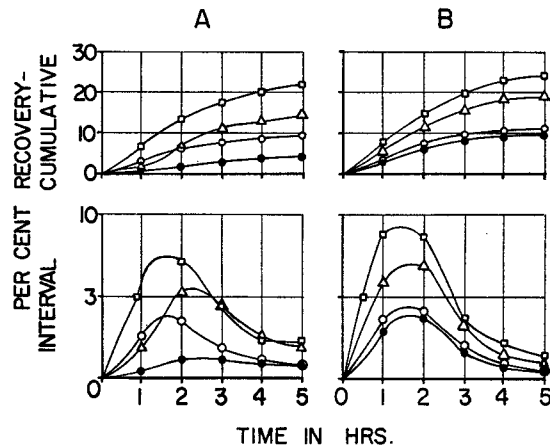 A B
PER CENT RECOVERY-
INTERVAL CUMULATIVE
30
20
10
0
10
3
0
0 1 2 3 4 5 0 1 2 3 4 5
TIME IN HRS.